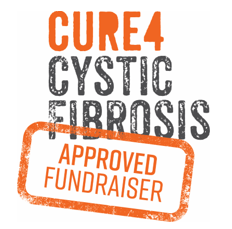 CURE4
CYSTIC
FIBROSIS
APPROVED
FUNDRAISER